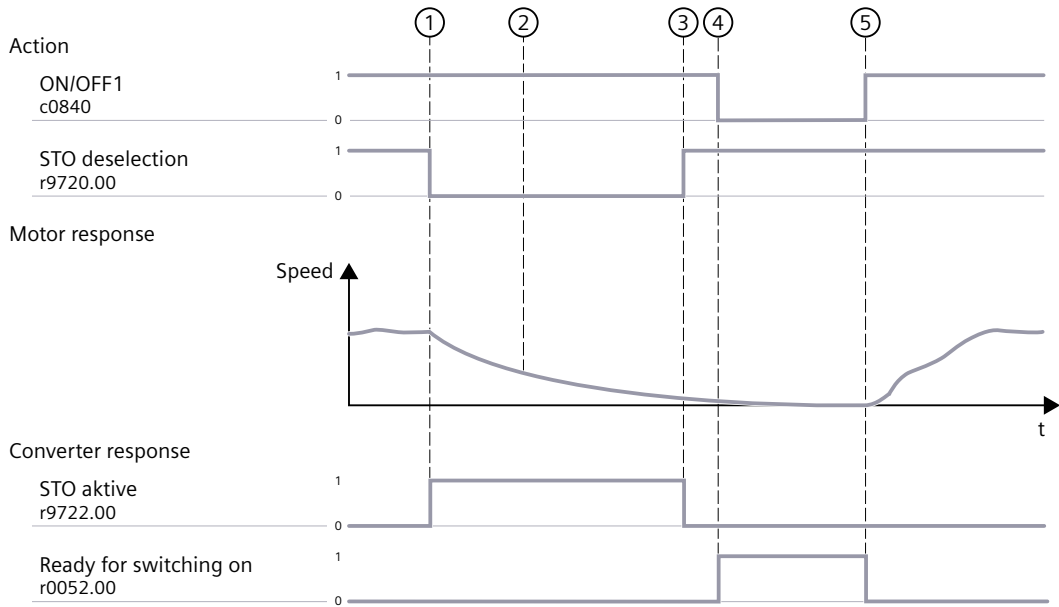 1 2 3 4 5
Action
ON/OFF1
c0840
1
0
STO deselection
r9720.00
1
0
Motor response
Speed
t
Converter response
STO aktive
r9722.00
1
0
Ready for switching on
r0052.00
1
0